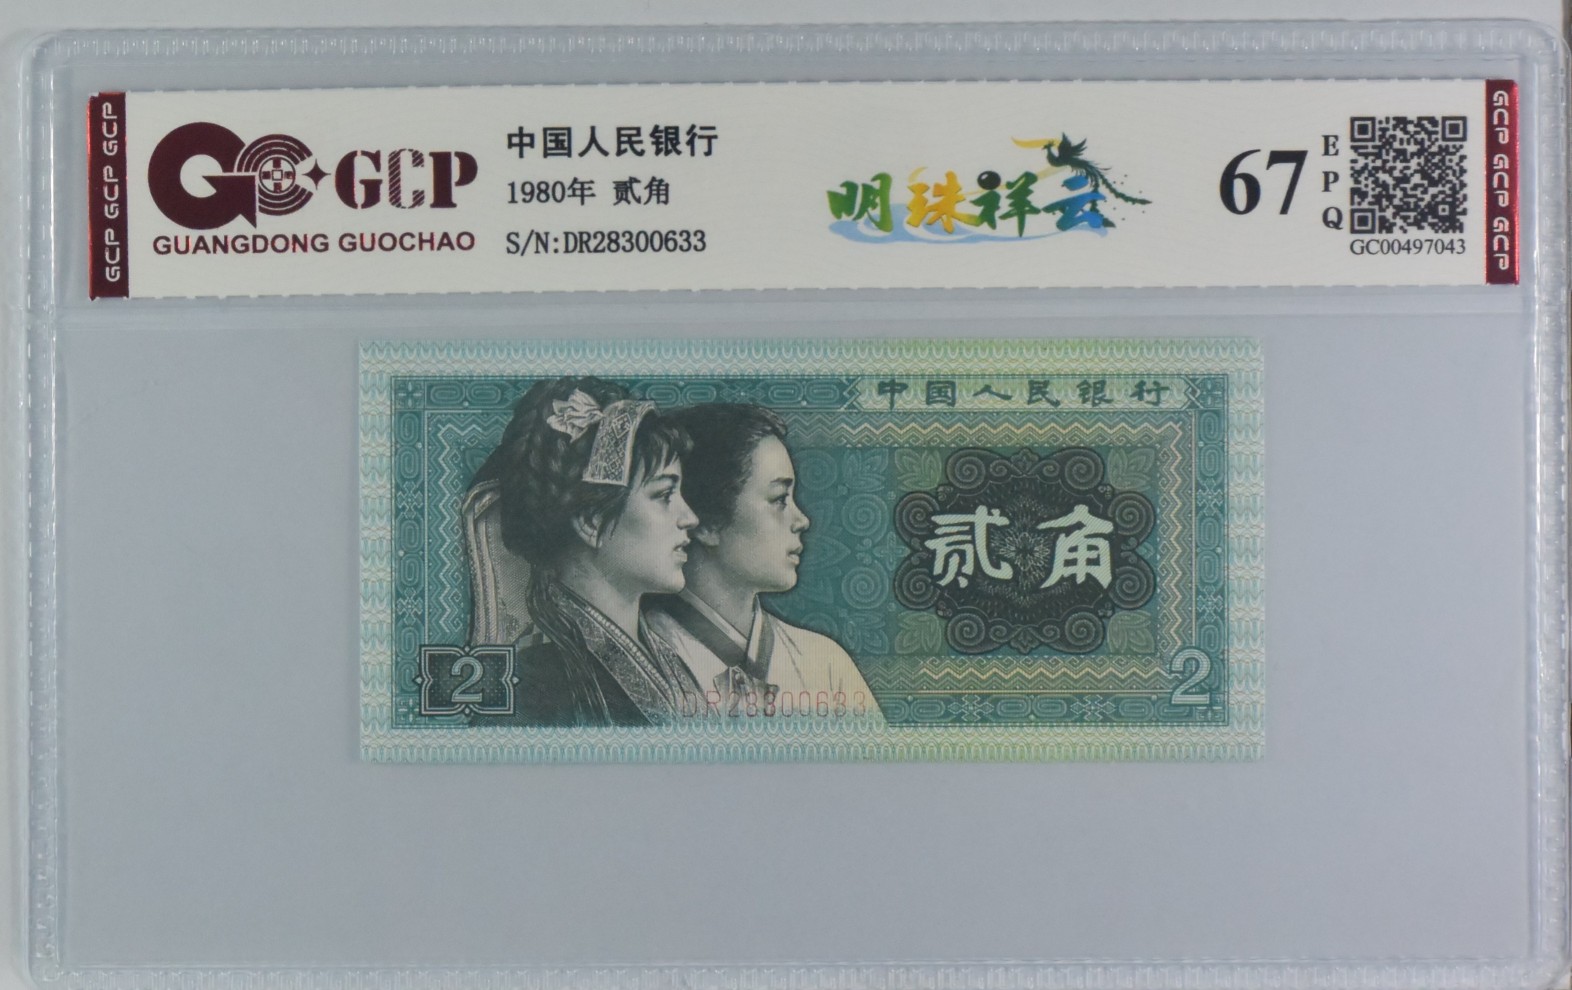 GCP GCP GCP
GCP
GUANGDONG GUOCHAO
中国人民银行
1980年 贰角
S/N:DR28300633
明珠祥云
67
EPQ
GC00497043
GCP GCP GCP
中国人民银行
贰角
2
2
DR28300633